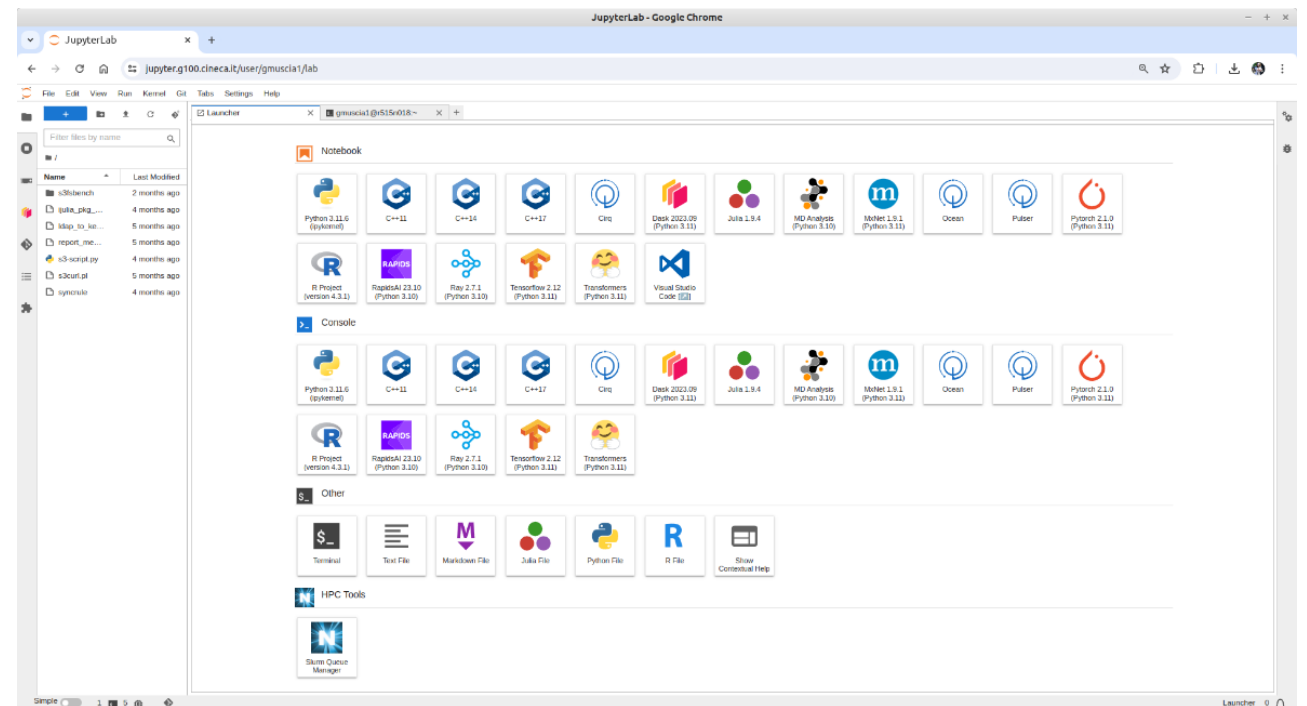 JupyterLab - Google Chrome
JupyterLab
jupyter.g100.cineca.it/user/gmuscia1/lab
File Edit View Run Kernel Git Tabs Settings Help
Launcher
gmuscia1@r515n018:~
Filter files by name
/
Name Last Modified
s3fsbench 2 months ago
ijulia_pkg_... 4 months ago
ldap_to_ke... 5 months ago
report_me... 5 months ago
s3-script.py 4 months ago
s3curl.pl 5 months ago
syncrule 4 months ago
Notebook
Python 3.11.6 (ipykernel)
C++11
C++14
C++17
Cirq
Dask 2023.09 (Python 3.11)
Julia 1.9.4
MD Analysis (Python 3.10)
MxNet 1.9.1 (Python 3.11)
Ocean
Pulser
Pytorch 2.1.0 (Python 3.11)
R Project (version 4.3.1)
RAPIDS
RapidsAI 23.10 (Python 3.10)
Ray 2.7.1 (Python 3.10)
Tensorflow 2.12 (Python 3.11)
Transformers (Python 3.11)
Visual Studio Code [↗]
Console
Python 3.11.6 (ipykernel)
C++11
C++14
C++17
Cirq
Dask 2023.09 (Python 3.11)
Julia 1.9.4
MD Analysis (Python 3.10)
MxNet 1.9.1 (Python 3.11)
Ocean
Pulser
Pytorch 2.1.0 (Python 3.11)
R Project (version 4.3.1)
RAPIDS
RapidsAI 23.10 (Python 3.10)
Ray 2.7.1 (Python 3.10)
Tensorflow 2.12 (Python 3.11)
Transformers (Python 3.11)
$_ Other
$_
Terminal
Text File
Markdown File
Julia File
Python File
R File
Show Contextual Help
HPC Tools
Slurm Queue Manager
Simple 1 5
Launcher 0